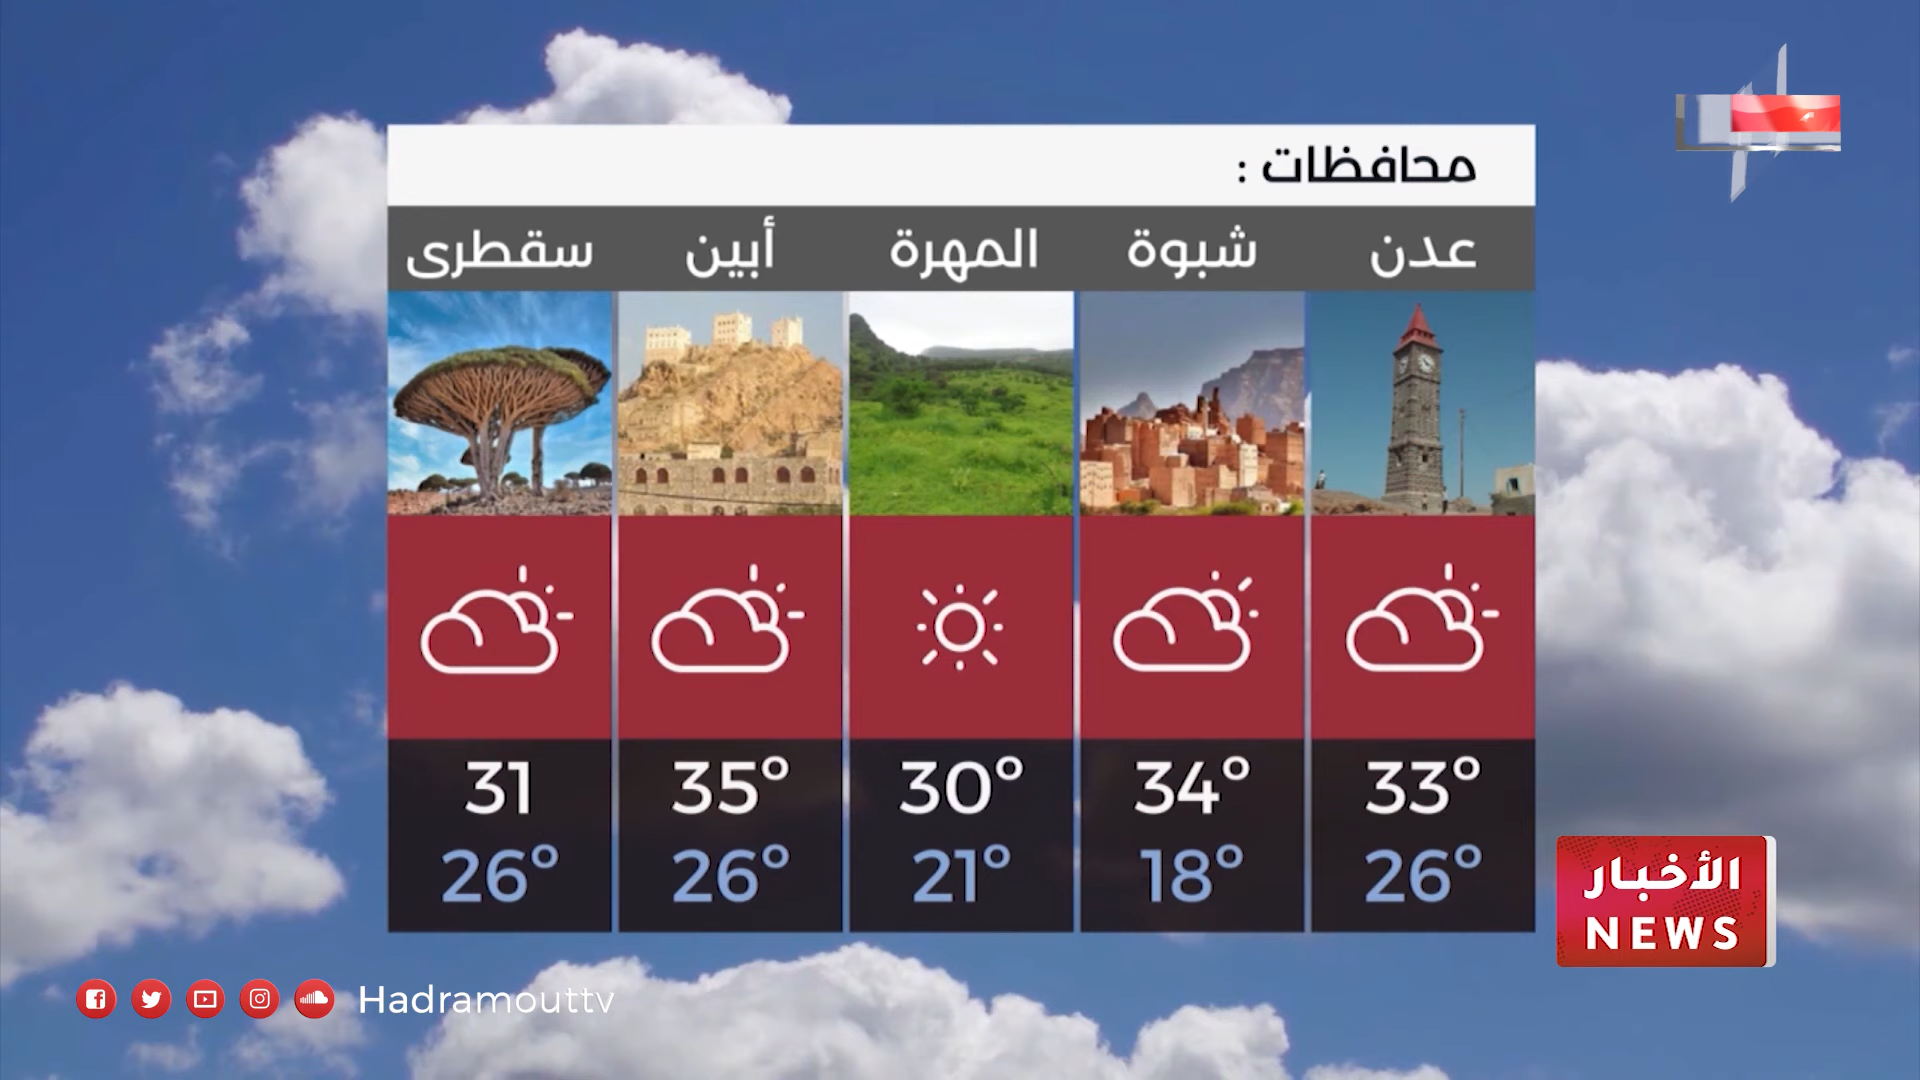 محافظات :
عدن
شبوة
المهرة
أبين
سقطرى
33°
34°
30°
35°
31
26°
18°
21°
26°
26°
الأخبار
NEWS
Hadramouttv